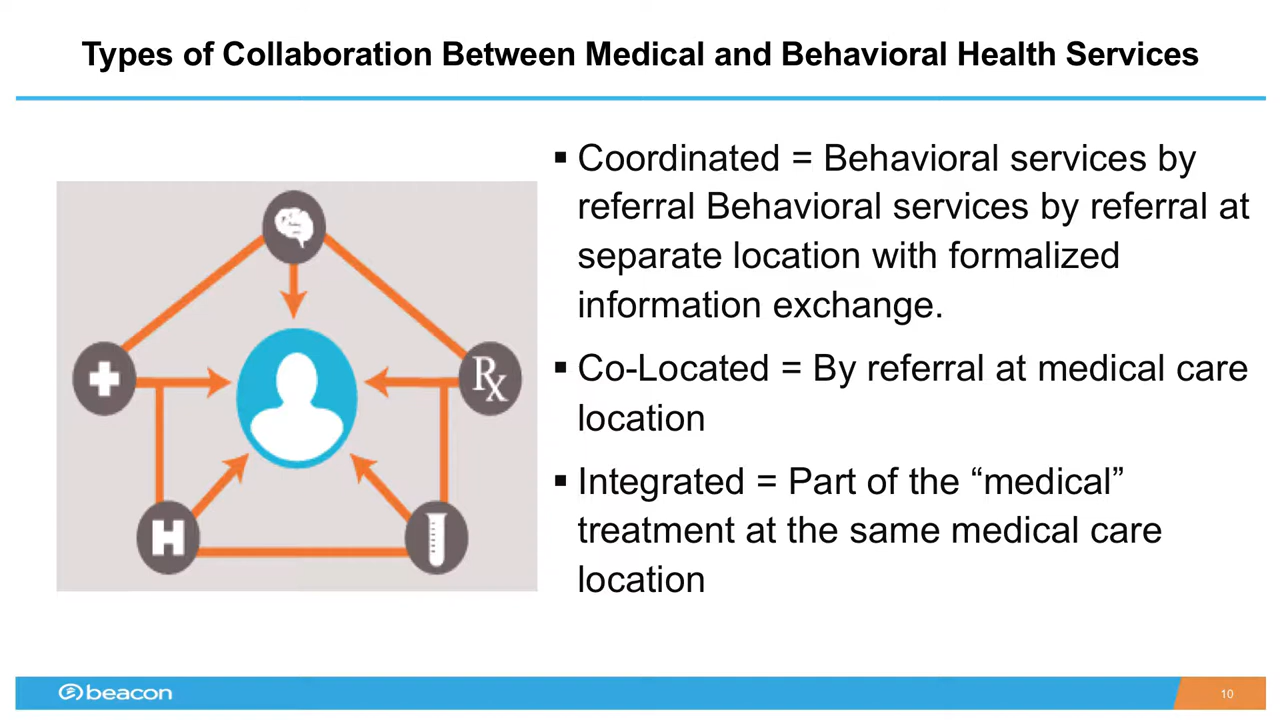 Types of Collaboration Between Medical and Behavioral Health Services
▪ Coordinated = Behavioral services by
referral Behavioral services by referral at
separate location with formalized
information exchange.
▪ Co-Located = By referral at medical care
location
▪ Integrated = Part of the “medical”
treatment at the same medical care
location
Rx
H
beacon
10